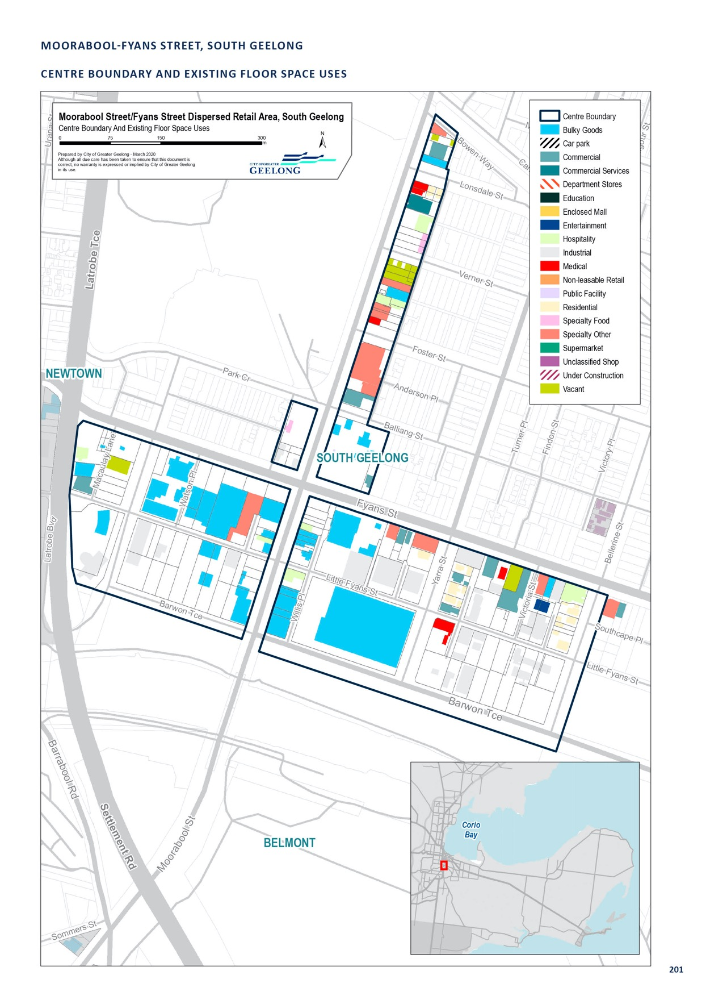 MOORABOOL-FYANS STREET, SOUTH GEELONG
CENTRE BOUNDARY AND EXISTING FLOOR SPACE USES
Moorabool Street/Fyans Street Dispersed Retail Area, South Geelong
Centre Boundary And Existing Floor Space Uses
0 75 150 300
m
N
Prepared by City of Greater Geelong - March 2020
Although all due care has been taken to ensure that this document is
correct, no warranty is expressed or implied by City of Greater Geelong
in its use.
CITY OF GREATER
GEELONG
Centre Boundary
Bulky Goods
Car park
Commercial
Commercial Services
Department Stores
Education
Enclosed Mall
Entertainment
Hospitality
Industrial
Medical
Non-leasable Retail
Public Facility
Residential
Specialty Food
Specialty Other
Supermarket
Unclassified Shop
Under Construction
Vacant
Urana St
Bowen Way
Lonsdale St
Latrobe Tce
Verner St
Foster St
Park Cr
NEWTOWN
Anderson Pl
Balliang St
Turner Pl
Findon St
Victory Pl
SOUTH GEELONG
Macaulay Lane
Watson Pl
Fyans St
Latrobe Bvd
Bellerine St
Yarra St
Little Fyans St
Victoria St
Willis Pl
Barwon Tce
Southcape Pl
Little Fyans St
Barwon Tce
Barrabool Rd
Settlement Rd
Moorabool St
BELMONT
Sommers St
Corio
Bay
201